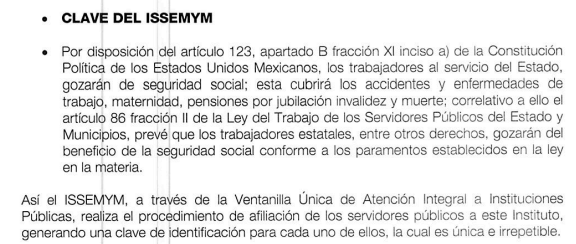 • CLAVE DEL ISSEMYM
• Por disposición del artículo 123, apartado B fracción XI inciso a) de la Constitución
Política de los Estados Unidos Mexicanos, los trabajadores al servicio del Estado,
gozarán de seguridad social; esta cubrirá los accidentes y enfermedades de
trabajo, maternidad, pensiones por jubilación invalidez y muerte; correlativo a ello el
artículo 86 fracción II de la Ley del Trabajo de los Servidores Públicos del Estado y
Municipios, prevé que los trabajadores estatales, entre otros derechos, gozarán del
beneficio de la seguridad social conforme a los paramentos establecidos en la ley
en la materia.
Así el ISSEMYM, a través de la Ventanilla Única de Atención Integral a Instituciones
Públicas, realiza el procedimiento de afiliación de los servidores públicos a este Instituto,
generando una clave de identificación para cada uno de ellos, la cual es única e irrepetible.